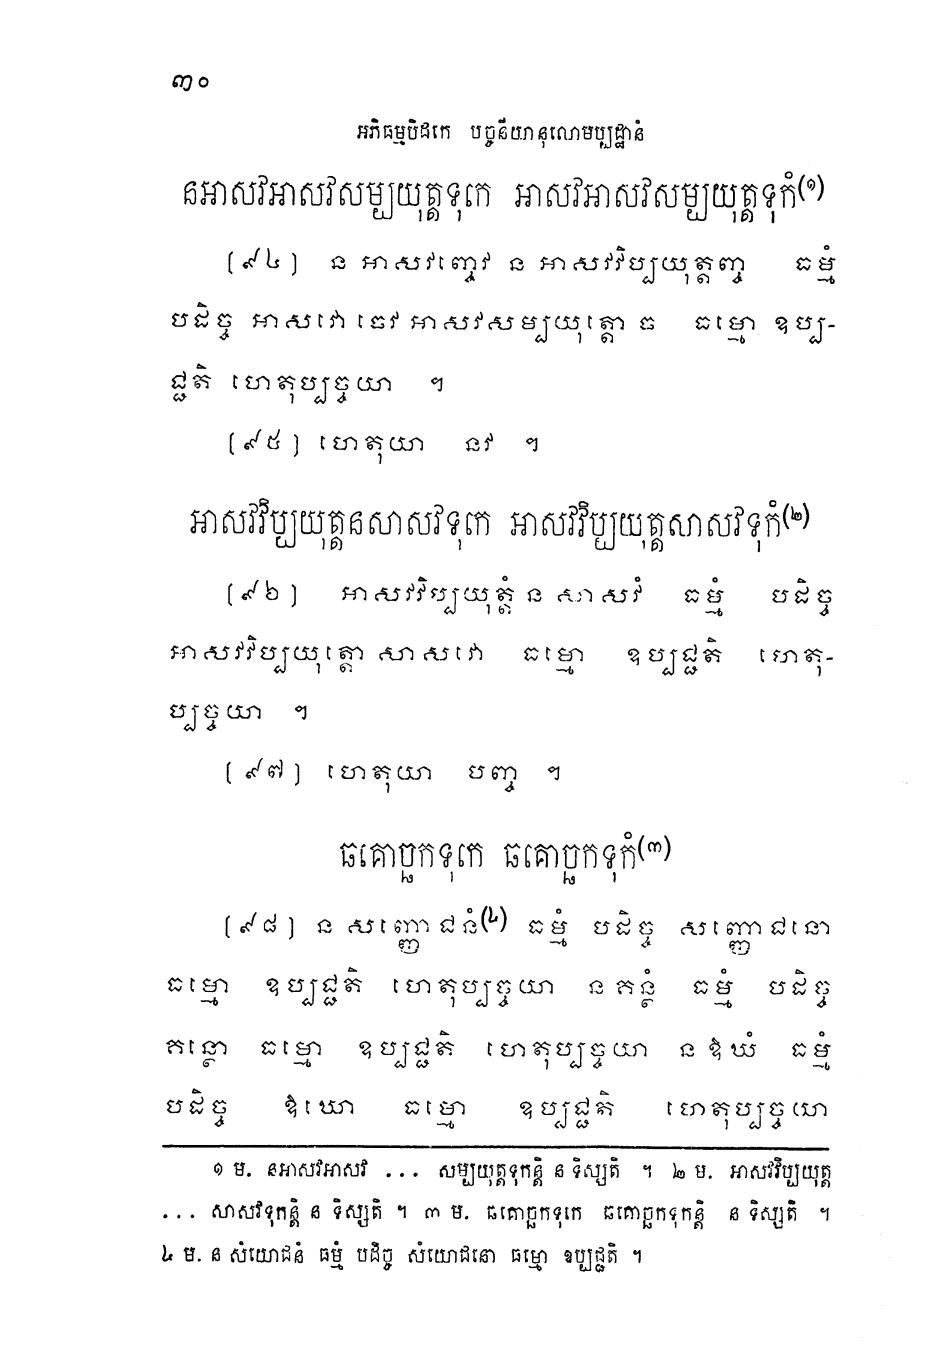 ៣០
អភិធម្មបិដកេ បច្ចនីយានុលោមប្បដ្ឋានំ
នអាសវអាសវសម្បយុត្តទុកេ អាសវអាសវសម្បយុត្តទុកំ(១)
[៩៤] ន អាសវញ្ចេវ ន អាសវវិប្បយុត្តញ្ច ធម្មំ
បដិច្ច អាសវោ ចេវ អាសវសម្បយុត្តោ ច ធម្មោ ឧប្ប-
ជ្ជតិ ហេតុប្បច្ចយា ។
[៩៥] ហេតុយា នវ ។
អាសវវិប្បយុត្តនសាសវទុកេ អាសវវិប្បយុត្តសាសវទុកំ(២)
[៩៦] អាសវវិប្បយុត្តំ ន សាសវំ ធម្មំ បដិច្ច
អាសវវិប្បយុត្តោ សាសវោ ធម្មោ ឧប្បជ្ជតិ ហេតុ-
ប្បច្ចយា ។
[៩៧] ហេតុយា បញ្ច ។
ឆគោច្ឆកទុកេ ឆគោច្ឆកទុកំ(៣)
[៩៨] ន សញ្ញោជនំ(៤) ធម្មំ បដិច្ច សញ្ញោជនោ
ធម្មោ ឧប្បជ្ជតិ ហេតុប្បច្ចយា ន គន្ថំ ធម្មំ បដិច្ច
គន្ថោ ធម្មោ ឧប្បជ្ជតិ ហេតុប្បច្ចយា ន ឱឃំ ធម្មំ
បដិច្ច ឱឃោ ធម្មោ ឧប្បជ្ជតិ ហេតុប្បច្ចយា
១ ម. នអាសវអាសវ ... សម្បយុត្តទុកន្តិ ន ទិស្សតិ ។ ២ ម. អាសវវិប្បយុត្ត
... សាសវទុកន្តិ ន ទិស្សតិ ។ ៣ ម. ឆគោច្ឆកទុកេ ឆគោច្ឆកទុកន្តិ ន ទិស្សតិ ។
៤ ម. ន សំយោជនំ ធម្មំ បដិច្ច សំយោជនោ ធម្មោ ឧប្បជ្ជតិ ។